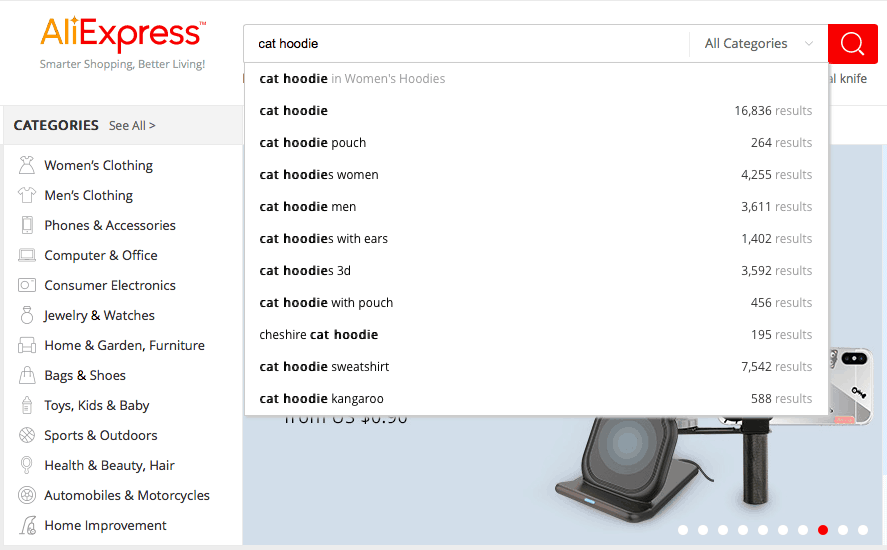 AliExpress™
Smarter Shopping, Better Living!
cat hoodie
All Categories
al knife
CATEGORIES See All >
Women's Clothing
Men's Clothing
Phones & Accessories
Computer & Office
Consumer Electronics
Jewelry & Watches
Home & Garden, Furniture
Bags & Shoes
Toys, Kids & Baby
Sports & Outdoors
Health & Beauty, Hair
Automobiles & Motorcycles
Home Improvement
cat hoodie in Women's Hoodies
cat hoodie 16,836 results
cat hoodie pouch 264 results
cat hoodies women 4,255 results
cat hoodie men 3,611 results
cat hoodies with ears 1,402 results
cat hoodies 3d 3,592 results
cat hoodie with pouch 456 results
cheshire cat hoodie 195 results
cat hoodie sweatshirt 7,542 results
cat hoodie kangaroo 588 results
from US $0.90